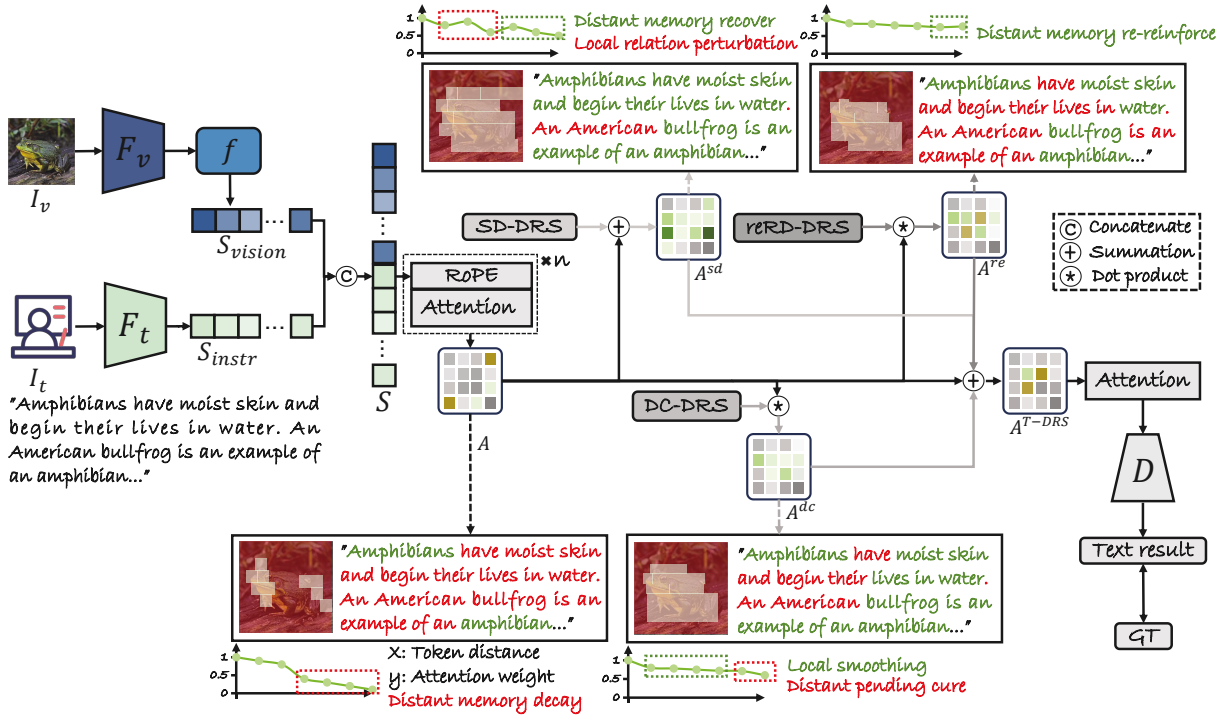 1
0.5
0
Distant memory recover
Local relation perturbation
1
0.5
0
Distant memory re-reinforce
"Amphibians have moist skin
and begin their lives in water.
An American bullfrog is an
example of an amphibian..."
"Amphibians have moist skin
and begin their lives in water.
An American bullfrog is an
example of an amphibian..."
F_v
f
I_v
S_vision
SD-DRS
+
reRD-DRS
*
A^sd
A^re
C Concatenate
+ Summation
* Dot product
C
×n
RoPE
Attention
F_t
S_instr
I_t
S
"Amphibians have moist skin and
begin their lives in water. An
American bullfrog is an example of
an amphibian..."
A
DC-DRS
*
A^dc
+
A^T-DRS
Attention
D
Text result
GT
"Amphibians have moist skin
and begin their lives in water.
An American bullfrog is an
example of an amphibian..."
"Amphibians have moist skin
and begin their lives in water.
An American bullfrog is an
example of an amphibian..."
1
0.5
0
X: Token distance
y: Attention weight
Distant memory decay
1
0.5
0
Local smoothing
Distant pending cure